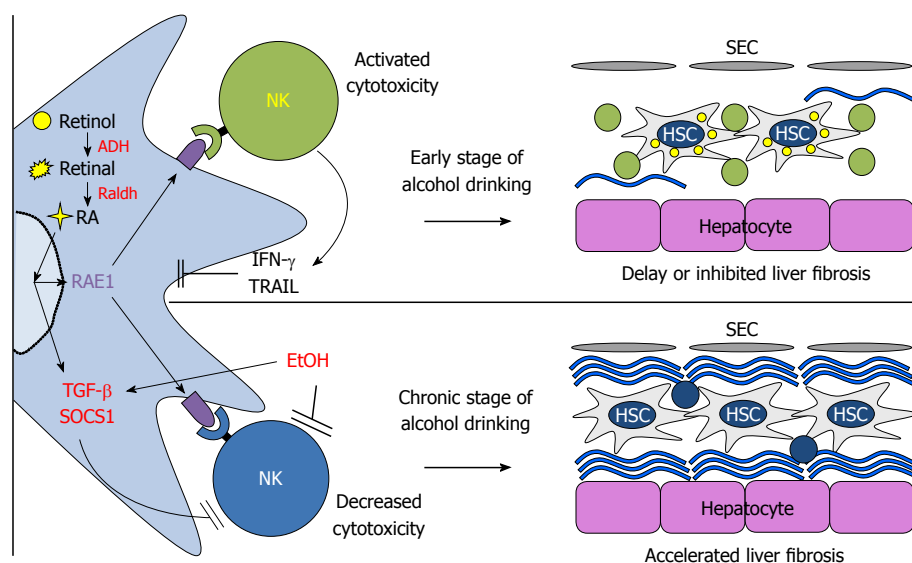 Activated
cytotoxicity
NK
Retinol
ADH
Retinal
Raldh
RA
RAE1
IFN-γ
TRAIL
Early stage of
alcohol drinking
SEC
HSC
HSC
Hepatocyte
Delay or inhibited liver fibrosis
EtOH
TGF-β
SOCS1
NK
Decreased
cytotoxicity
Chronic stage of
alcohol drinking
SEC
HSC
HSC
HSC
Hepatocyte
Accelerated liver fibrosis